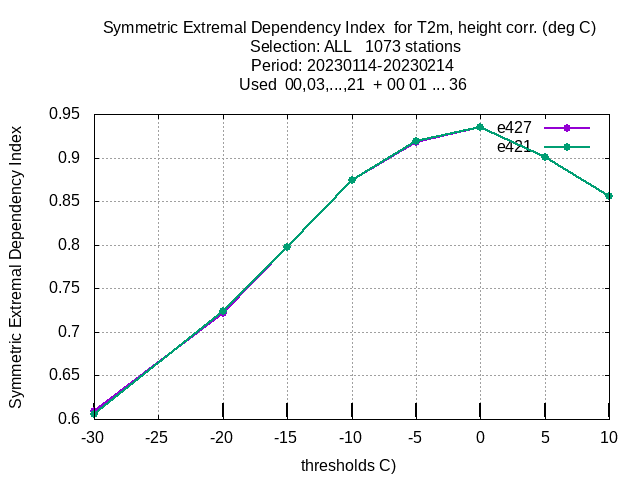 Symmetric Extremal Dependency Index  for T2m, height corr. (deg C)
Selection: ALL   1073 stations
Period: 20230114-20230214
Used  00,03,...,21  + 00 01 ... 36
Symmetric Extremal Dependency Index
0.95
0.9
0.85
0.8
0.75
0.7
0.65
0.6
e427
e421
-30 -25 -20 -15 -10 -5 0 5 10
thresholds C)